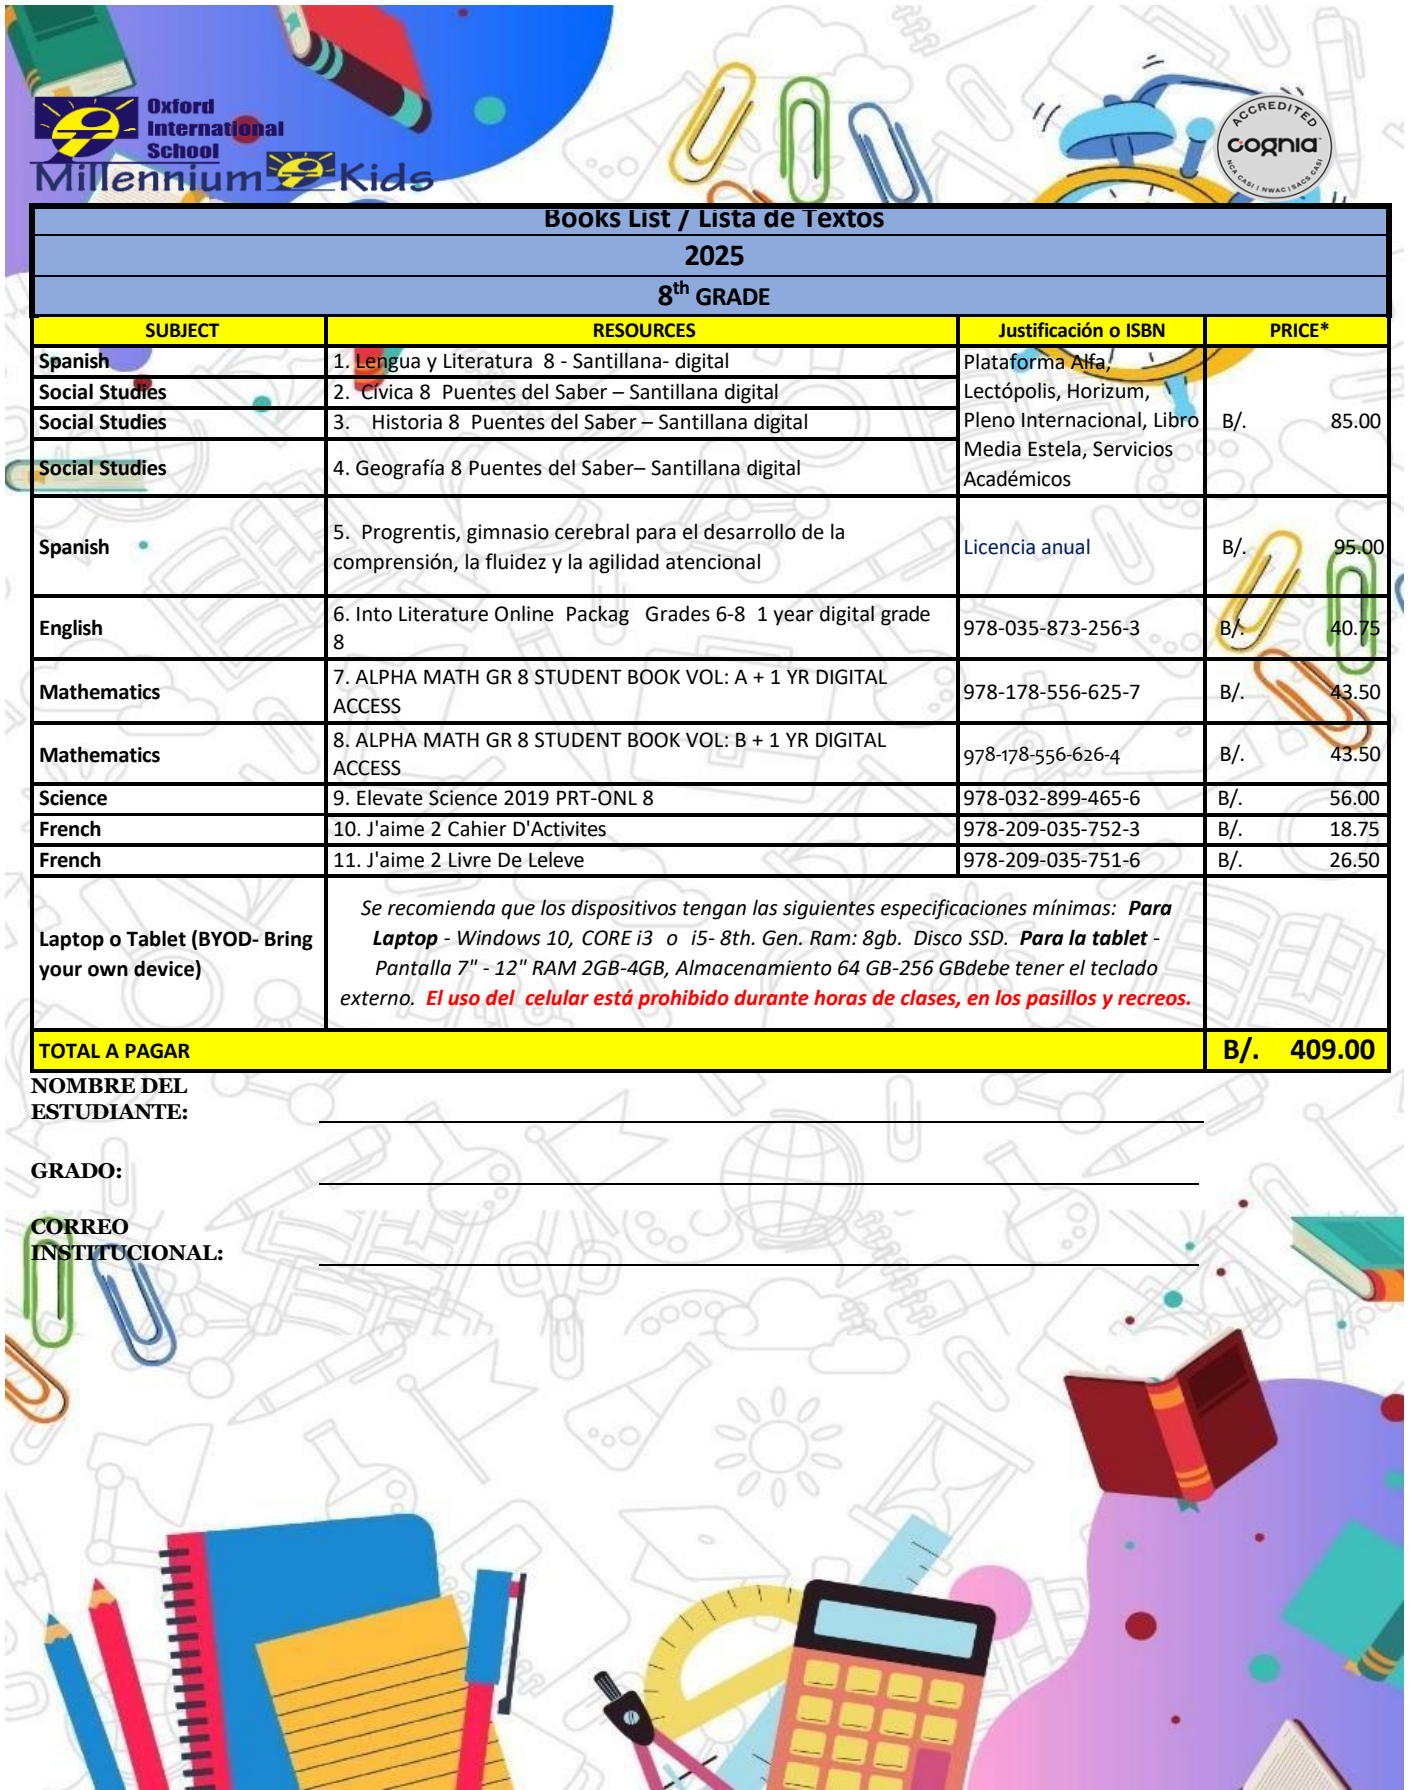 Oxford
International
School
Millennium Kids
ACCREDITED
cognia
NCA CASI | NWAC | SACS CASI
Books List / Lista de Textos
2025
8th GRADE
SUBJECT RESOURCES Justificación o ISBN PRICE*
Spanish 1. Lengua y Literatura 8 - Santillana- digital
Social Studies 2. Cívica 8 Puentes del Saber – Santillana digital
Social Studies 3. Historia 8 Puentes del Saber – Santillana digital
Social Studies 4. Geografía 8 Puentes del Saber– Santillana digital
Plataforma Alfa,
Lectópolis, Horizum,
Pleno Internacional, Libro
Media Estela, Servicios
Académicos
B/. 85.00
Spanish
5. Progrentis, gimnasio cerebral para el desarrollo de la
comprensión, la fluidez y la agilidad atencional
Licencia anual B/. 95.00
English
6. Into Literature Online Packag Grades 6-8 1 year digital grade
8
978-035-873-256-3 B/. 40.75
Mathematics
7. ALPHA MATH GR 8 STUDENT BOOK VOL: A + 1 YR DIGITAL
ACCESS
978-178-556-625-7 B/. 43.50
Mathematics
8. ALPHA MATH GR 8 STUDENT BOOK VOL: B + 1 YR DIGITAL
ACCESS
978-178-556-626-4 B/. 43.50
Science 9. Elevate Science 2019 PRT-ONL 8 978-032-899-465-6 B/. 56.00
French 10. J'aime 2 Cahier D'Activites 978-209-035-752-3 B/. 18.75
French 11. J'aime 2 Livre De Leleve 978-209-035-751-6 B/. 26.50
Laptop o Tablet (BYOD- Bring
your own device)
Se recomienda que los dispositivos tengan las siguientes especificaciones mínimas: Para
Laptop - Windows 10, CORE i3 o i5- 8th. Gen. Ram: 8gb. Disco SSD. Para la tablet -
Pantalla 7" - 12" RAM 2GB-4GB, Almacenamiento 64 GB-256 GBdebe tener el teclado
externo. El uso del celular está prohibido durante horas de clases, en los pasillos y recreos.
TOTAL A PAGAR B/. 409.00
NOMBRE DEL
ESTUDIANTE:
GRADO:
CORREO
INSTITUCIONAL: